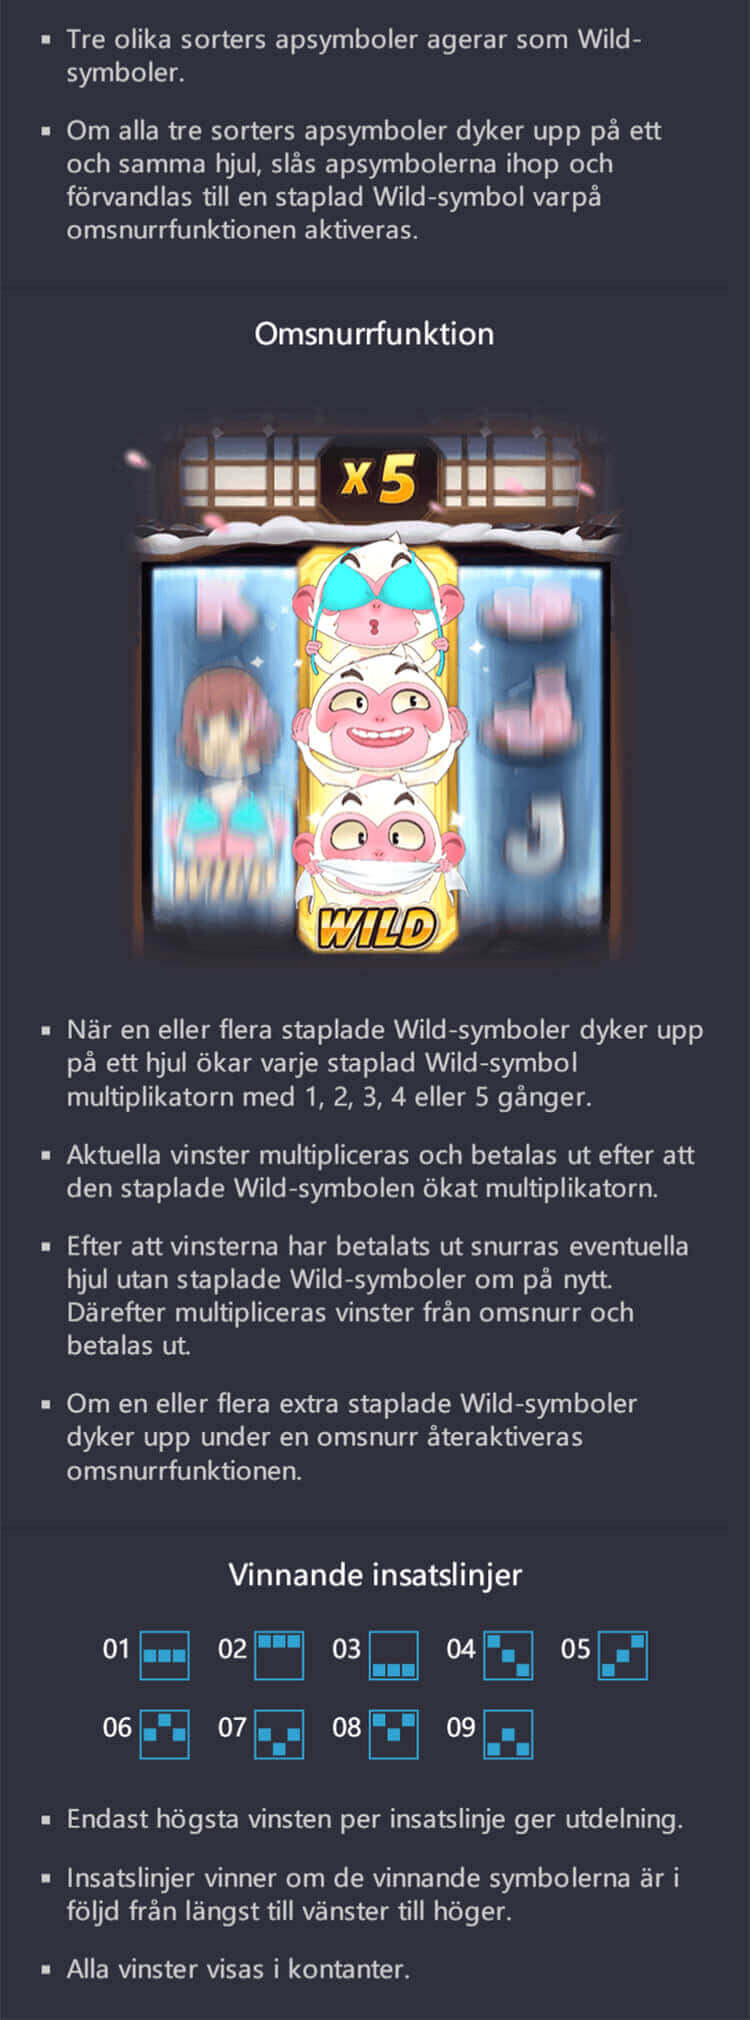 Tre olika sorters apsymboler agerar som Wild-
symboler.
Om alla tre sorters apsymboler dyker upp på ett
och samma hjul, slås apsymbolerna ihop och
förvandlas till en staplad Wild-symbol varpå
omsnurrfunktionen aktiveras.
Omsnurrfunktion
x5
K
J
WILD
WILD
När en eller flera staplade Wild-symboler dyker upp
på ett hjul ökar varje staplad Wild-symbol
multiplikatorn med 1, 2, 3, 4 eller 5 gånger.
Aktuella vinster multipliceras och betalas ut efter att
den staplade Wild-symbolen ökat multiplikatorn.
Efter att vinsterna har betalats ut snurras eventuella
hjul utan staplade Wild-symboler om på nytt.
Därefter multipliceras vinster från omsnurr och
betalas ut.
Om en eller flera extra staplade Wild-symboler
dyker upp under en omsnurr återaktiveras
omsnurrfunktionen.
Vinnande insatslinjer
01 02 03 04 05
06 07 08 09
Endast högsta vinsten per insatslinje ger utdelning.
Insatslinjer vinner om de vinnande symbolerna är i
följd från längst till vänster till höger.
Alla vinster visas i kontanter.